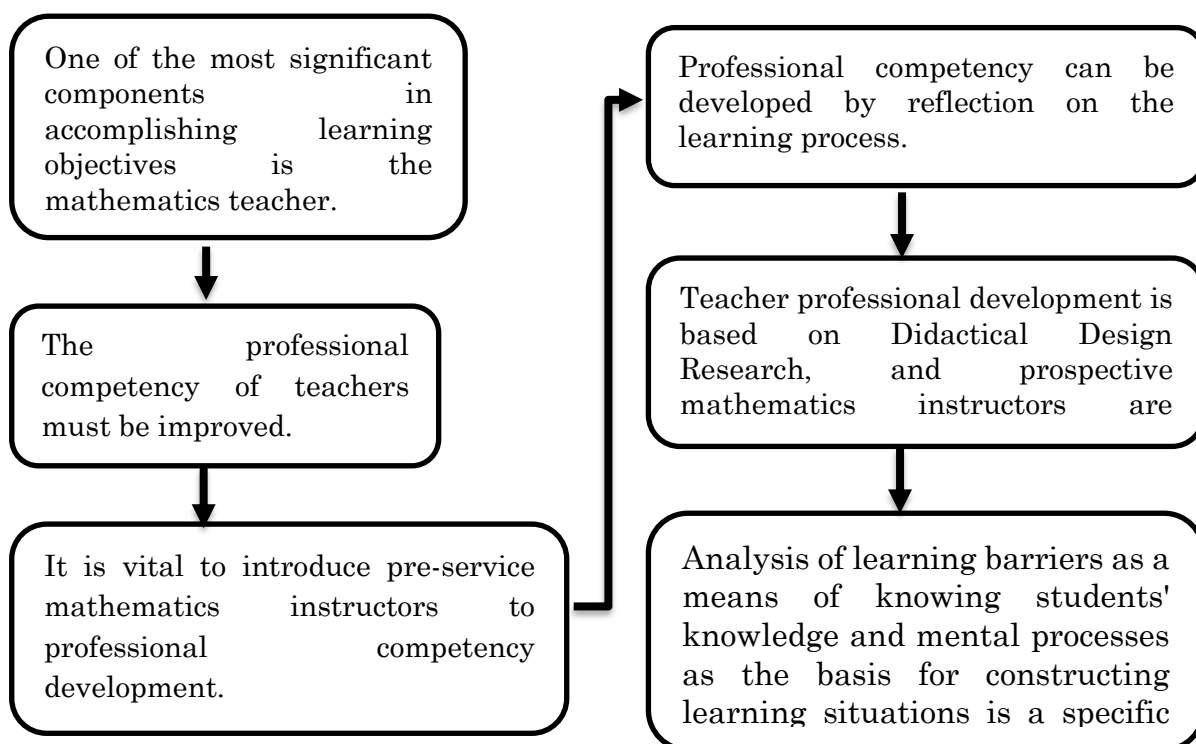 One of the most significant
components in
accomplishing learning
objectives is the
mathematics teacher.
The professional
competency of teachers
must be improved.
It is vital to introduce pre-service
mathematics instructors to
professional competency
development.
Professional competency can be
developed by reflection on the
learning process.
Teacher professional development is
based on Didactical Design
Research, and prospective
mathematics instructors are
Analysis of learning barriers as a
means of knowing students'
knowledge and mental processes
as the basis for constructing
learning situations is a specific